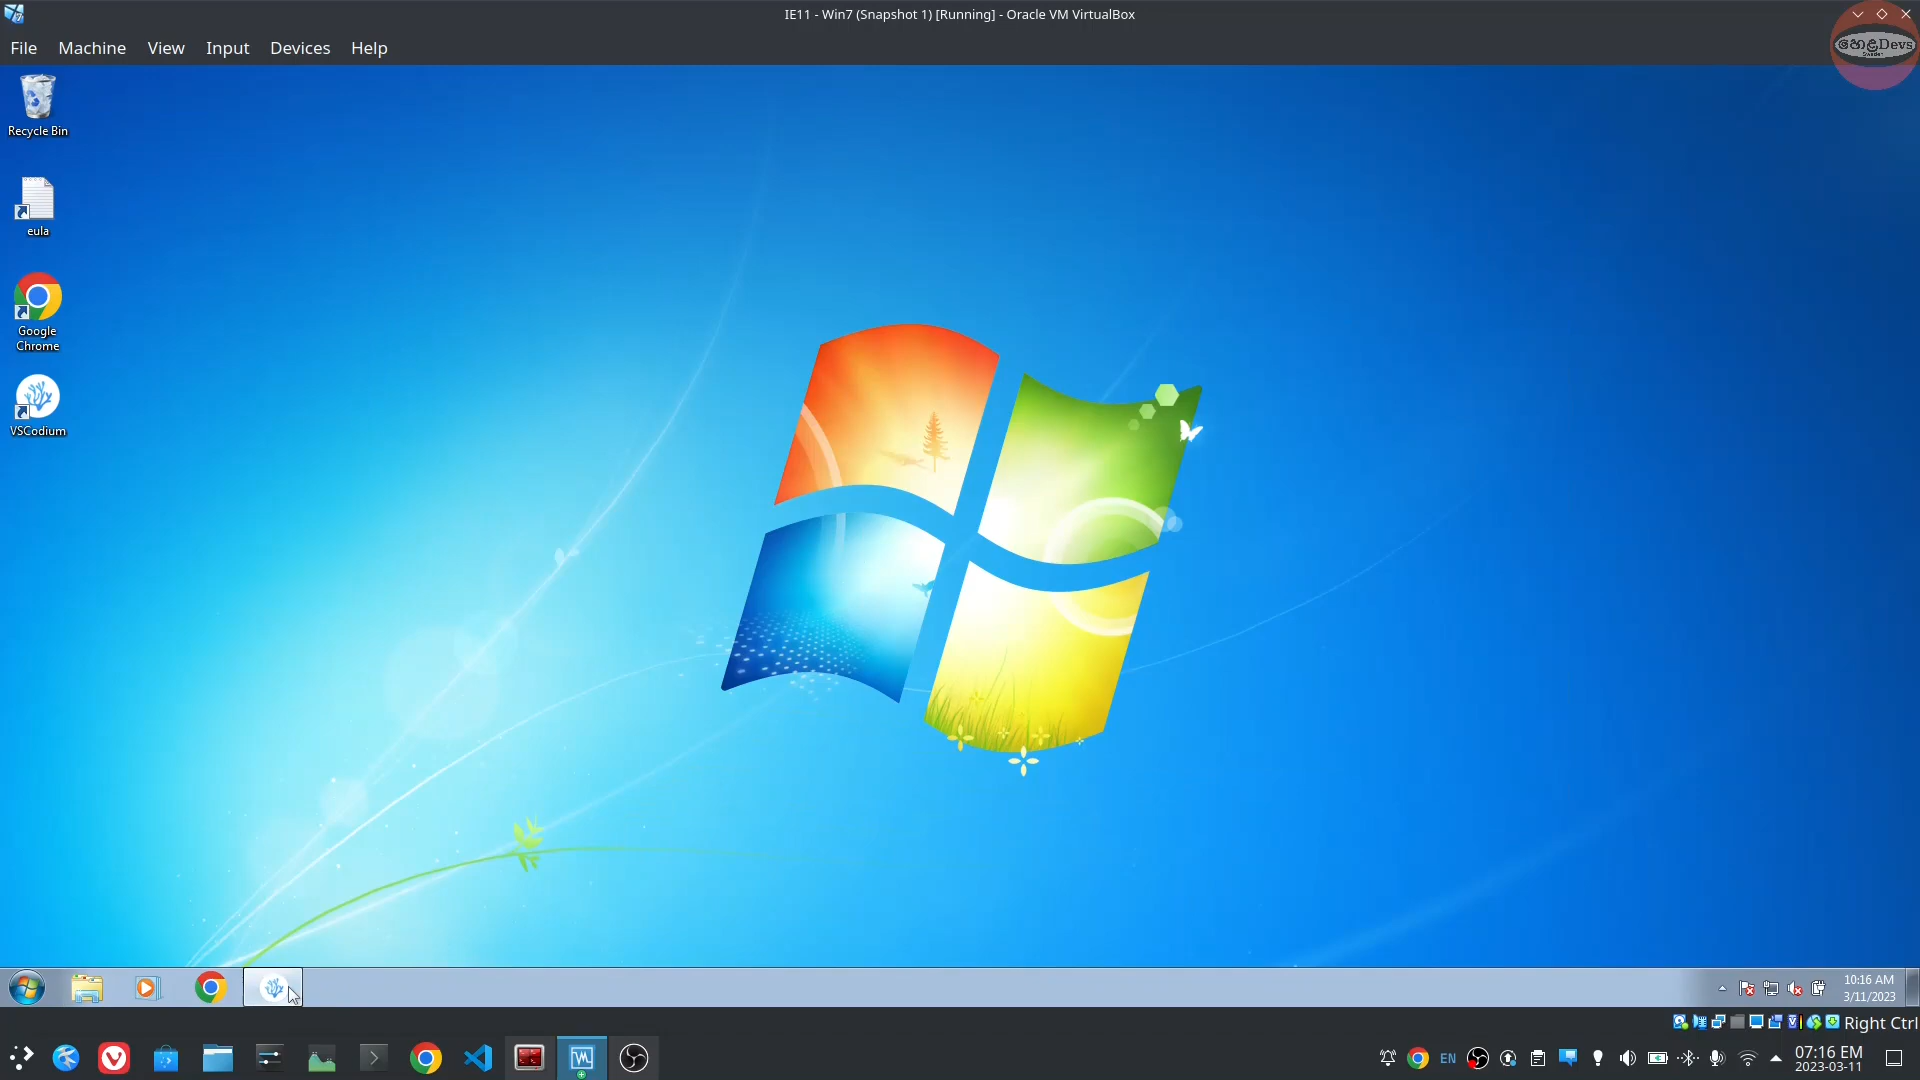 IE11 - Win7 (Snapshot 1) [Running] - Oracle VM VirtualBox
File Machine View Input Devices Help
Devs
Recycle Bin
eula
Google
Chrome
VSCodium
10:16 AM
3/11/2023
Right Ctrl
EN
07:16 EM
2023-03-11